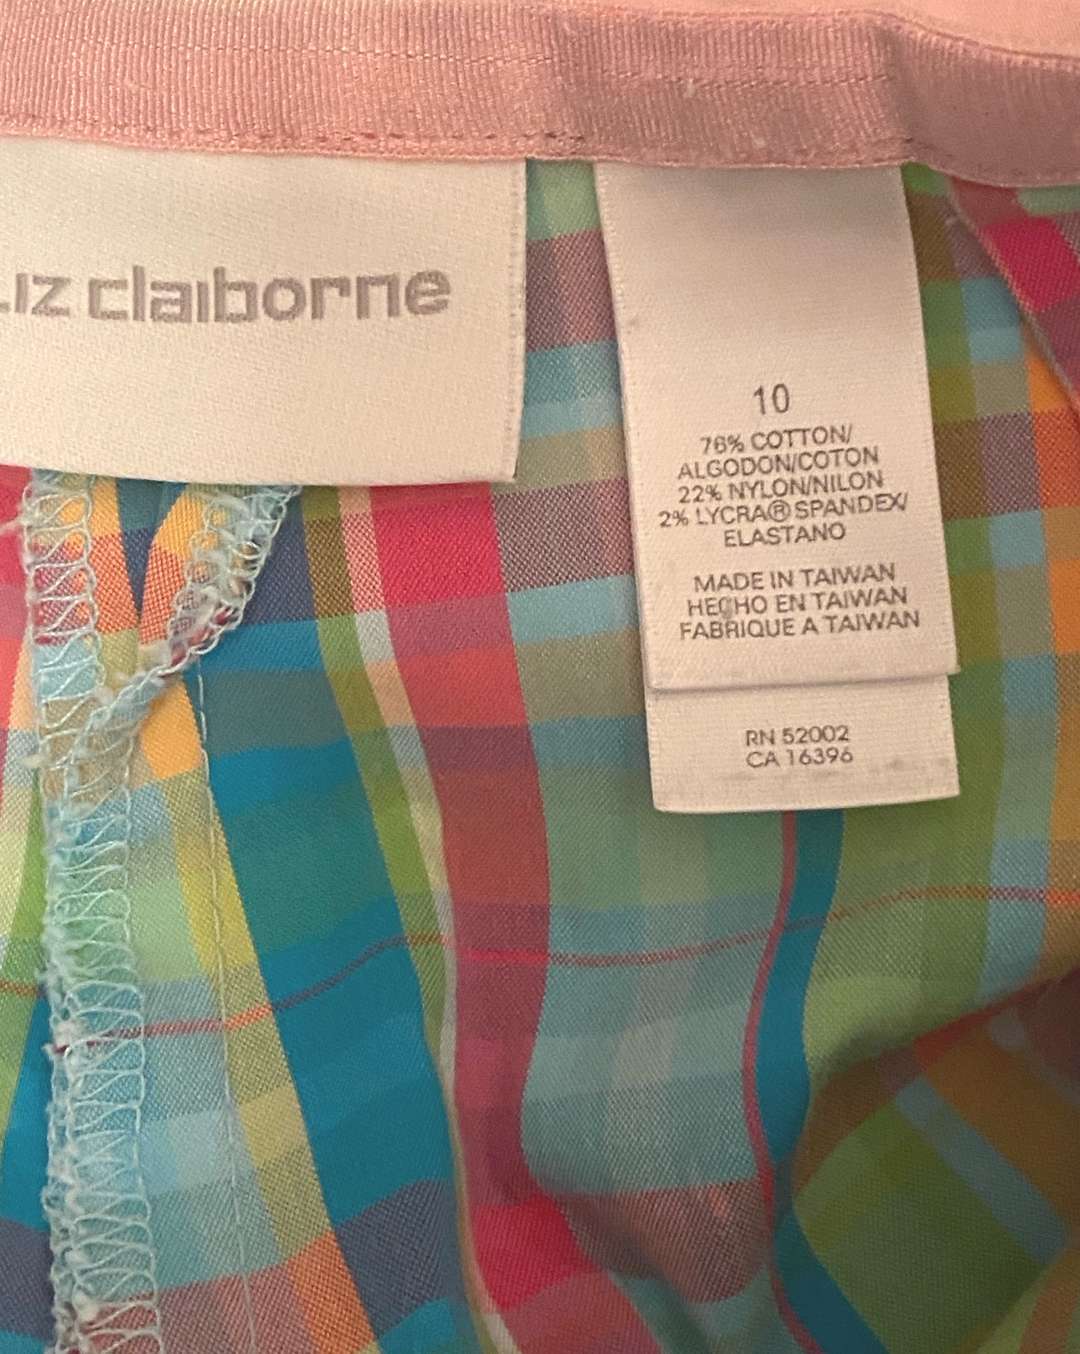 Liz claiborne
10
76% COTTON/
ALGODON/COTON
22% NYLON/NILON
2% LYCRA® SPANDEX/
ELASTANO
MADE IN TAIWAN
HECHO EN TAIWAN
FABRIQUE A TAIWAN
RN 52002
CA 16396